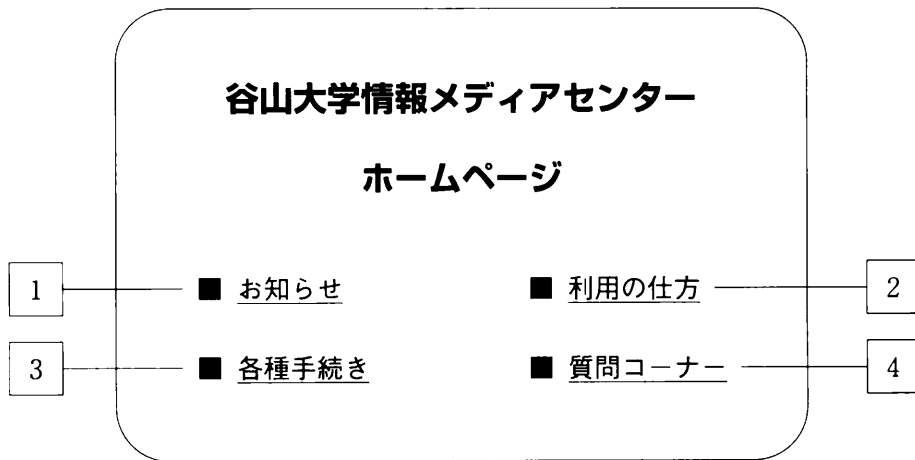 谷山大学情報メディアセンター
ホームページ
1 ■ お知らせ ■ 利用の仕方 2
3 ■ 各種手続き ■ 質問コーナー 4